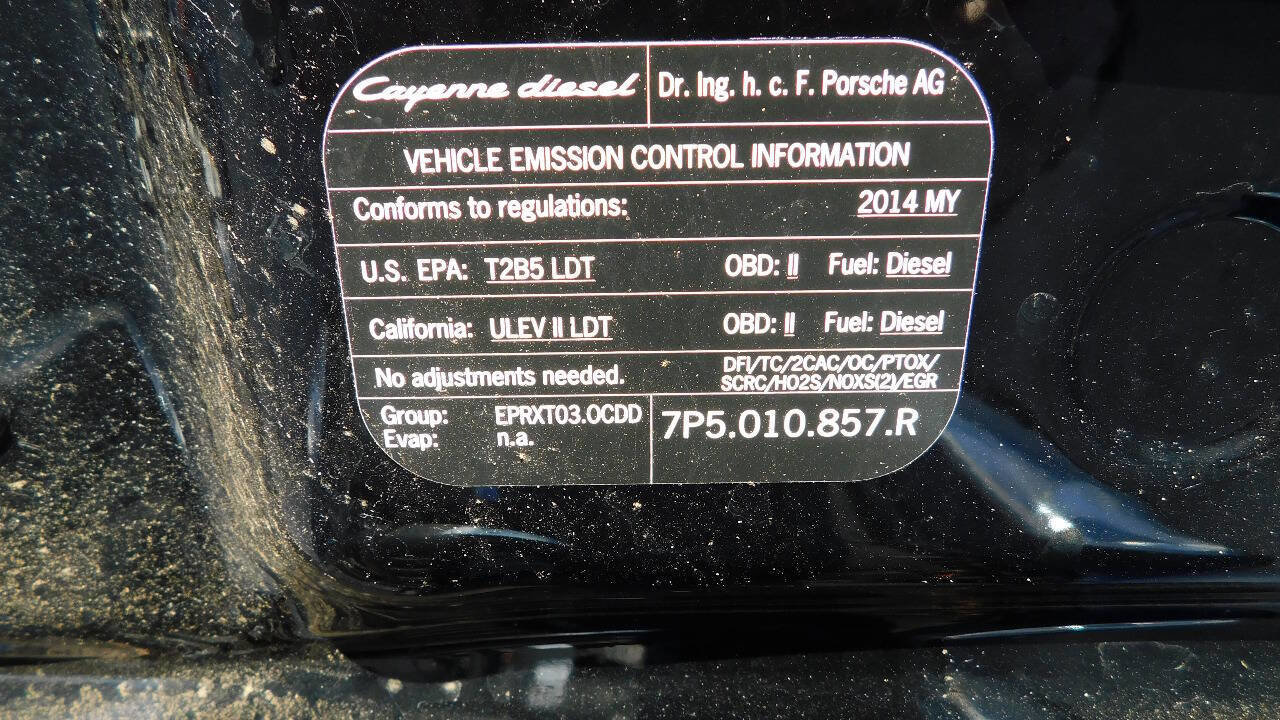 Cayenne diesel Dr. Ing. h. c. F. Porsche AG
VEHICLE EMISSION CONTROL INFORMATION
Conforms to regulations: 2014 MY
U.S. EPA: T2B5 LDT OBD: II Fuel: Diesel
California: ULEV II LDT OBD: II Fuel: Diesel
No adjustments needed. DFI/TC/2CAC/OC/PTOX/
SCRC/HO2S/NOXS(2)/EGR
Group: EPRXT03.0CDD 7P5.010.857.R
Evap: n.a.